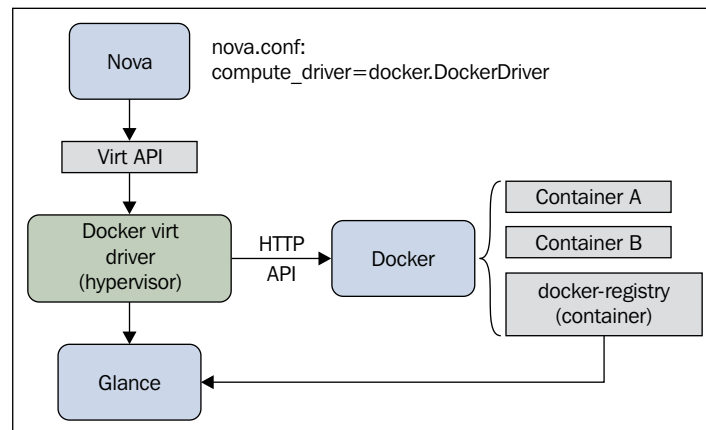 Nova
nova.conf:
compute_driver=docker.DockerDriver
Virt API
Docker virt
driver
(hypervisor)
HTTP
API
Docker
Container A
Container B
docker-registry
(container)
Glance